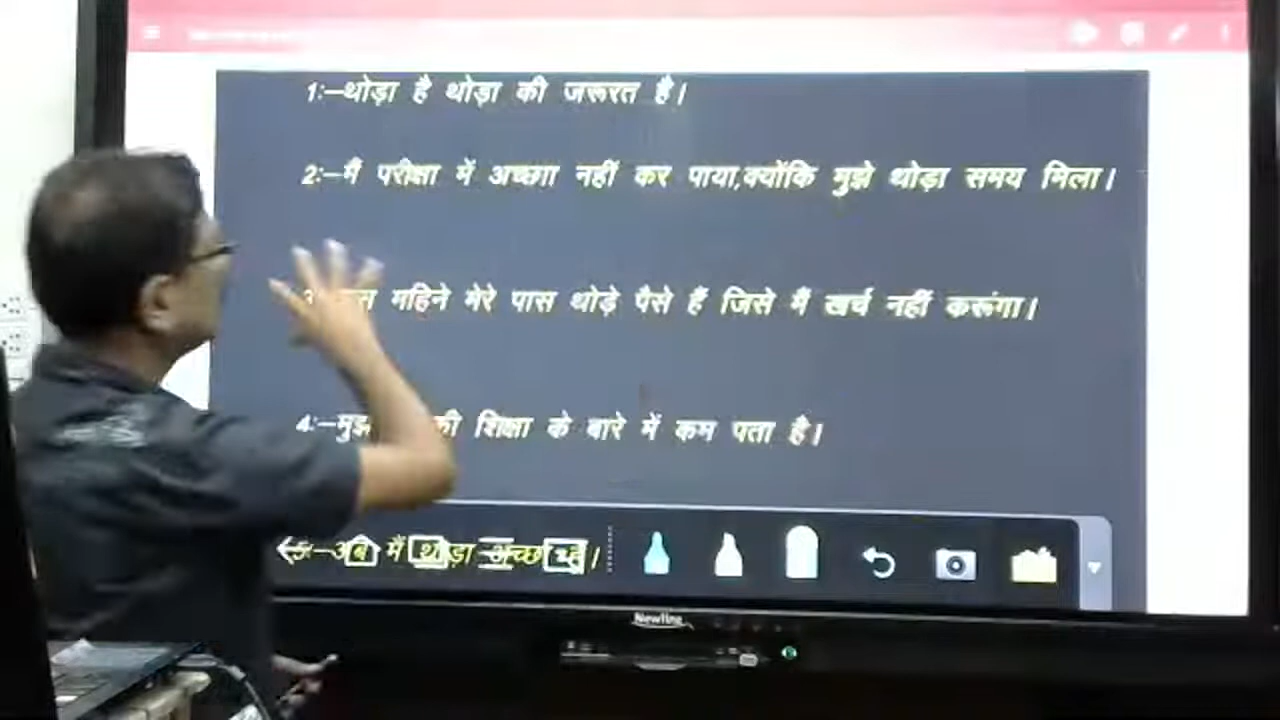 1:–थोड़ा है थोड़ा की जरूरत है।
2:–मैं परीक्षा में अच्छाा नहीं कर पाया,क्योंकि मुझे थोड़ा समय मिला।
महिने मेरे पास थोड़े पैसे हैं जिसे मैं खर्च नहीं करूंगा।
4:– की शिक्षा के बारे में कम पता है।
5:–अब मैं थोड़ा अच्छा हूं।
Newline